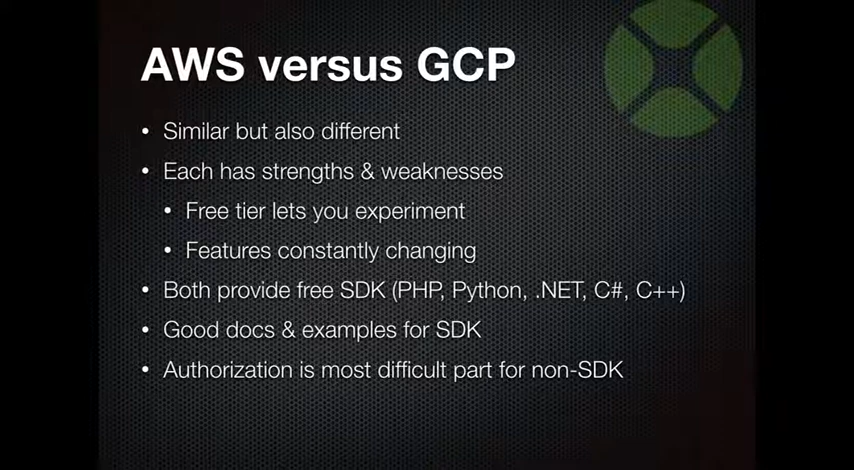 AWS versus GCP
• Similar but also different
• Each has strengths & weaknesses
• Free tier lets you experiment
• Features constantly changing
• Both provide free SDK (PHP, Python, .NET, C#, C++)
• Good docs & examples for SDK
• Authorization is most difficult part for non-SDK